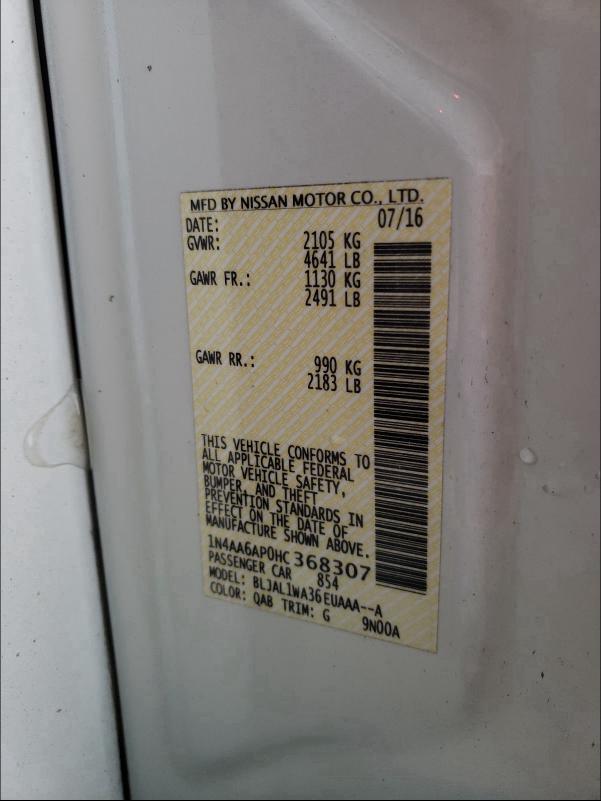 MFD BY NISSAN MOTOR CO., LTD.
DATE: 07/16
GVWR: 2105 KG
4641 LB
GAWR FR.: 1130 KG
2491 LB
GAWR RR.: 990 KG
2183 LB
THIS VEHICLE CONFORMS TO
ALL APPLICABLE FEDERAL
MOTOR VEHICLE SAFETY,
BUMPER, AND THEFT
PREVENTION STANDARDS IN
EFFECT ON THE DATE OF
MANUFACTURE SHOWN ABOVE.
1N4AA6AP0HC368307
PASSENGER CAR 854
MODEL: BLJAL1WA36EUAAA--A
COLOR: QAB TRIM: G 9N00A